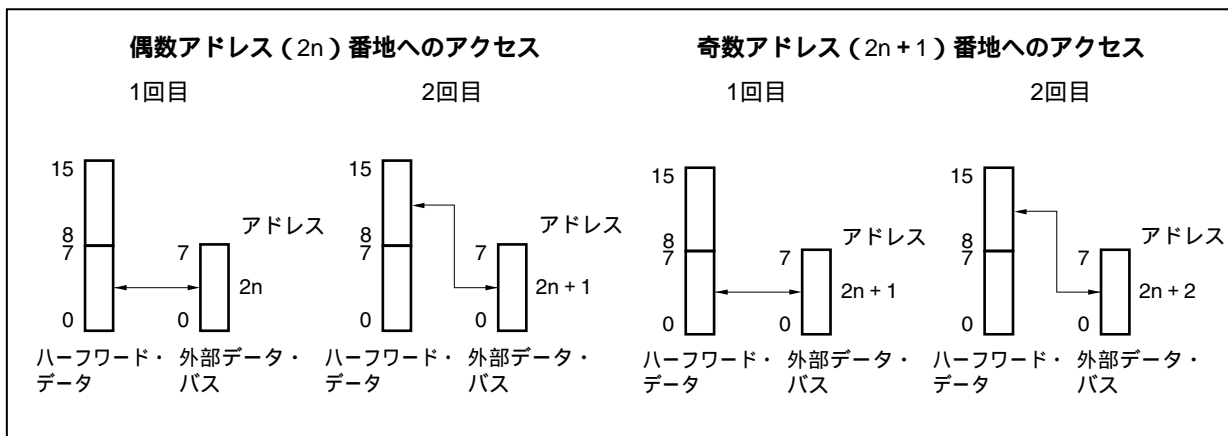 偶数アドレス（2n）番地へのアクセス
1回目
2回目
15
8
7
0
7
0
アドレス
2n
ハーフワード・
データ
外部データ・
バス
15
8
7
0
7
0
アドレス
2n + 1
ハーフワード・
データ
外部データ・
バス
奇数アドレス（2n + 1）番地へのアクセス
1回目
2回目
15
8
7
0
7
0
アドレス
2n + 1
ハーフワード・
データ
外部データ・
バス
15
8
7
0
7
0
アドレス
2n + 2
ハーフワード・
データ
外部データ・
バス